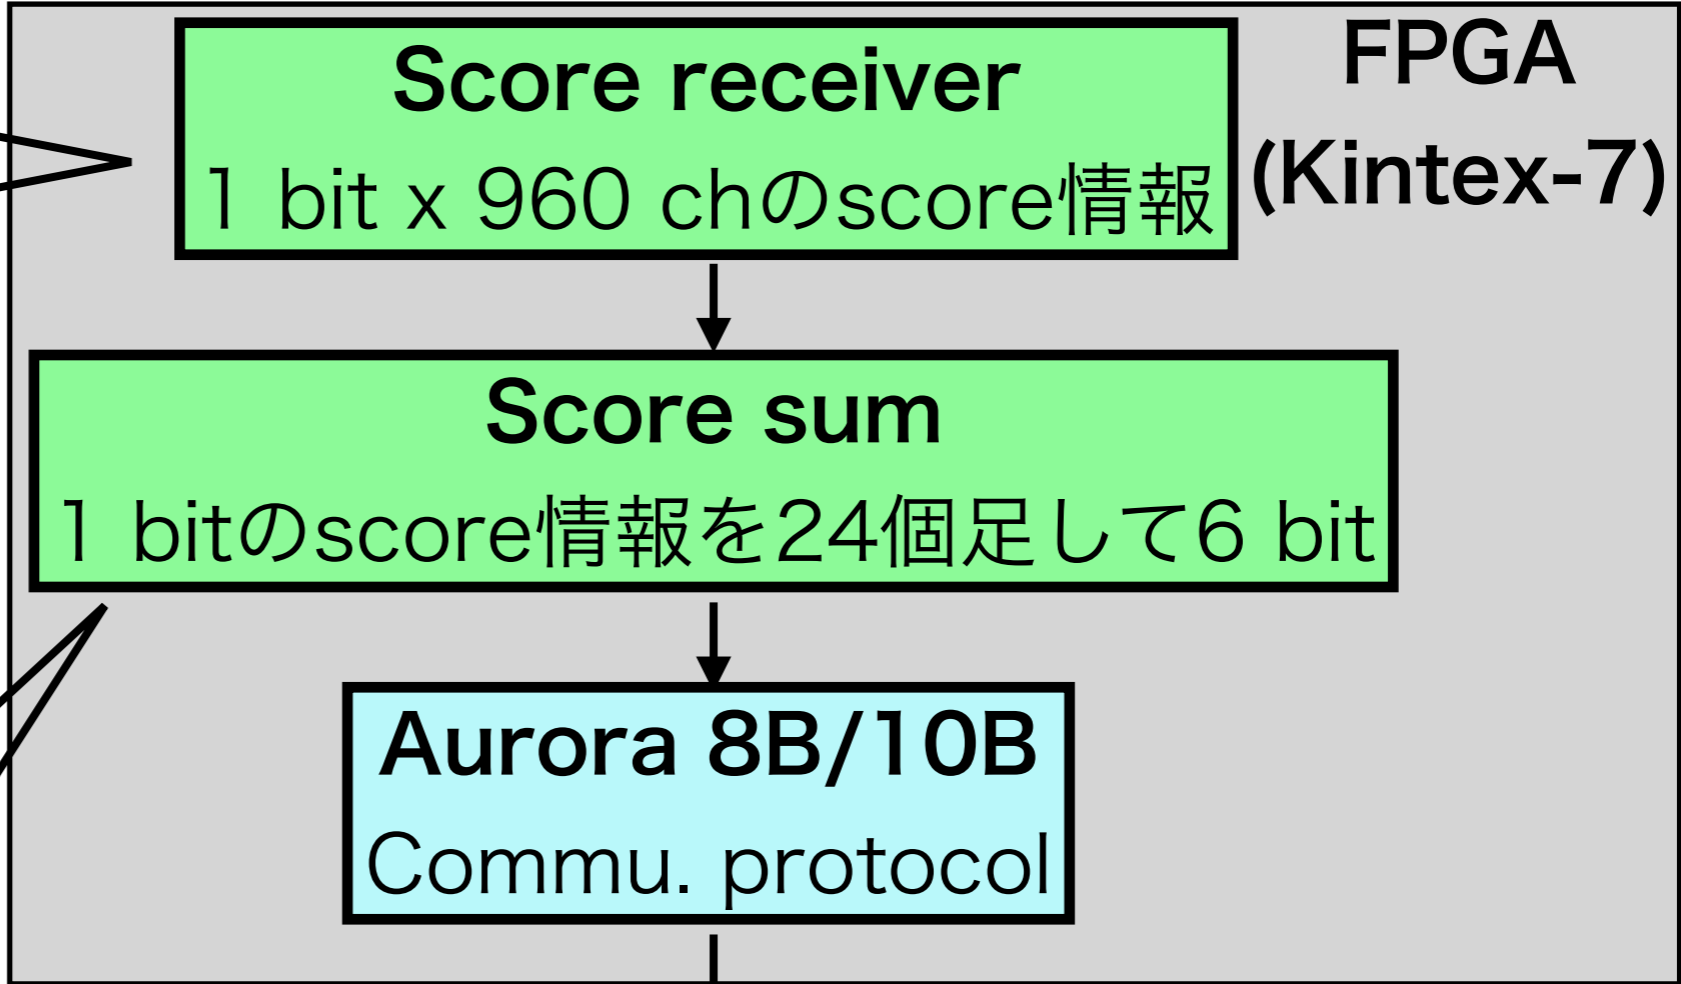 Score receiver
1 bit x 960 chのscore情報
FPGA
(Kintex-7)
Score sum
1 bitのscore情報を24個足して6 bit
Aurora 8B/10B
Commu. protocol